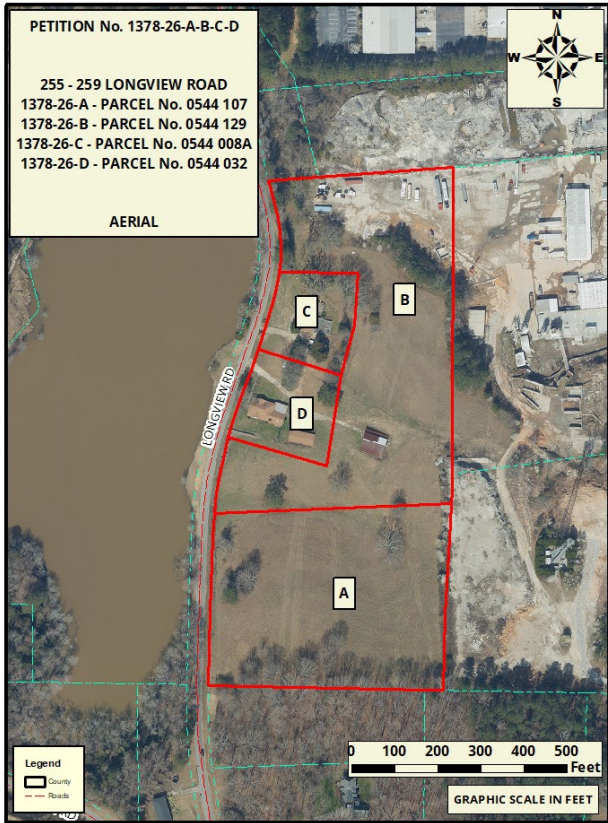 PETITION No. 1378-26-A-B-C-D
255 - 259 LONGVIEW ROAD
1378-26-A - PARCEL No. 0544 107
1378-26-B - PARCEL No. 0544 129
1378-26-C - PARCEL No. 0544 008A
1378-26-D - PARCEL No. 0544 032
AERIAL
N
W E
S
C
B
D
LONGVIEW RD
A
Legend
County
Roads
0 100 200 300 400 500
Feet
GRAPHIC SCALE IN FEET